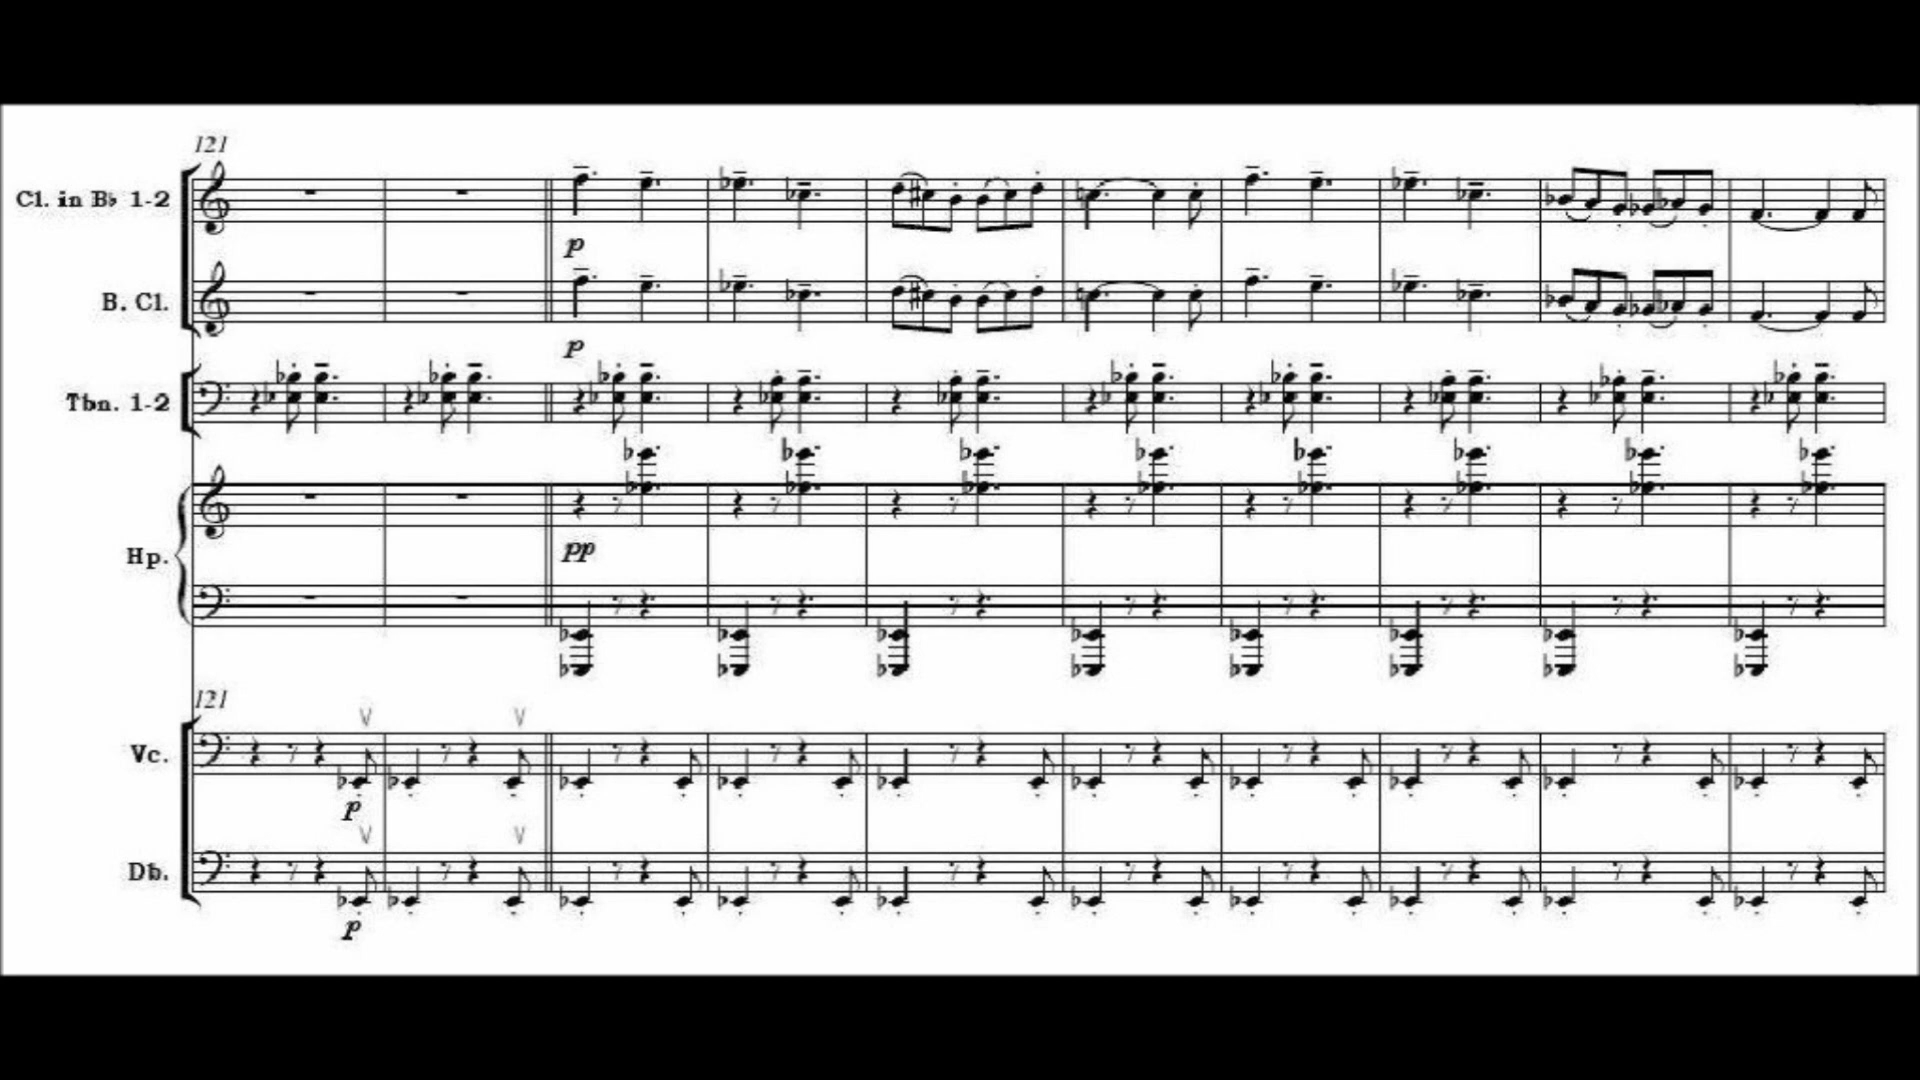 121
Cl. in B♭ 1-2
p
B. Cl.
p
Tbn. 1-2
Hp.
pp
121
Vc.
p
Db.
p